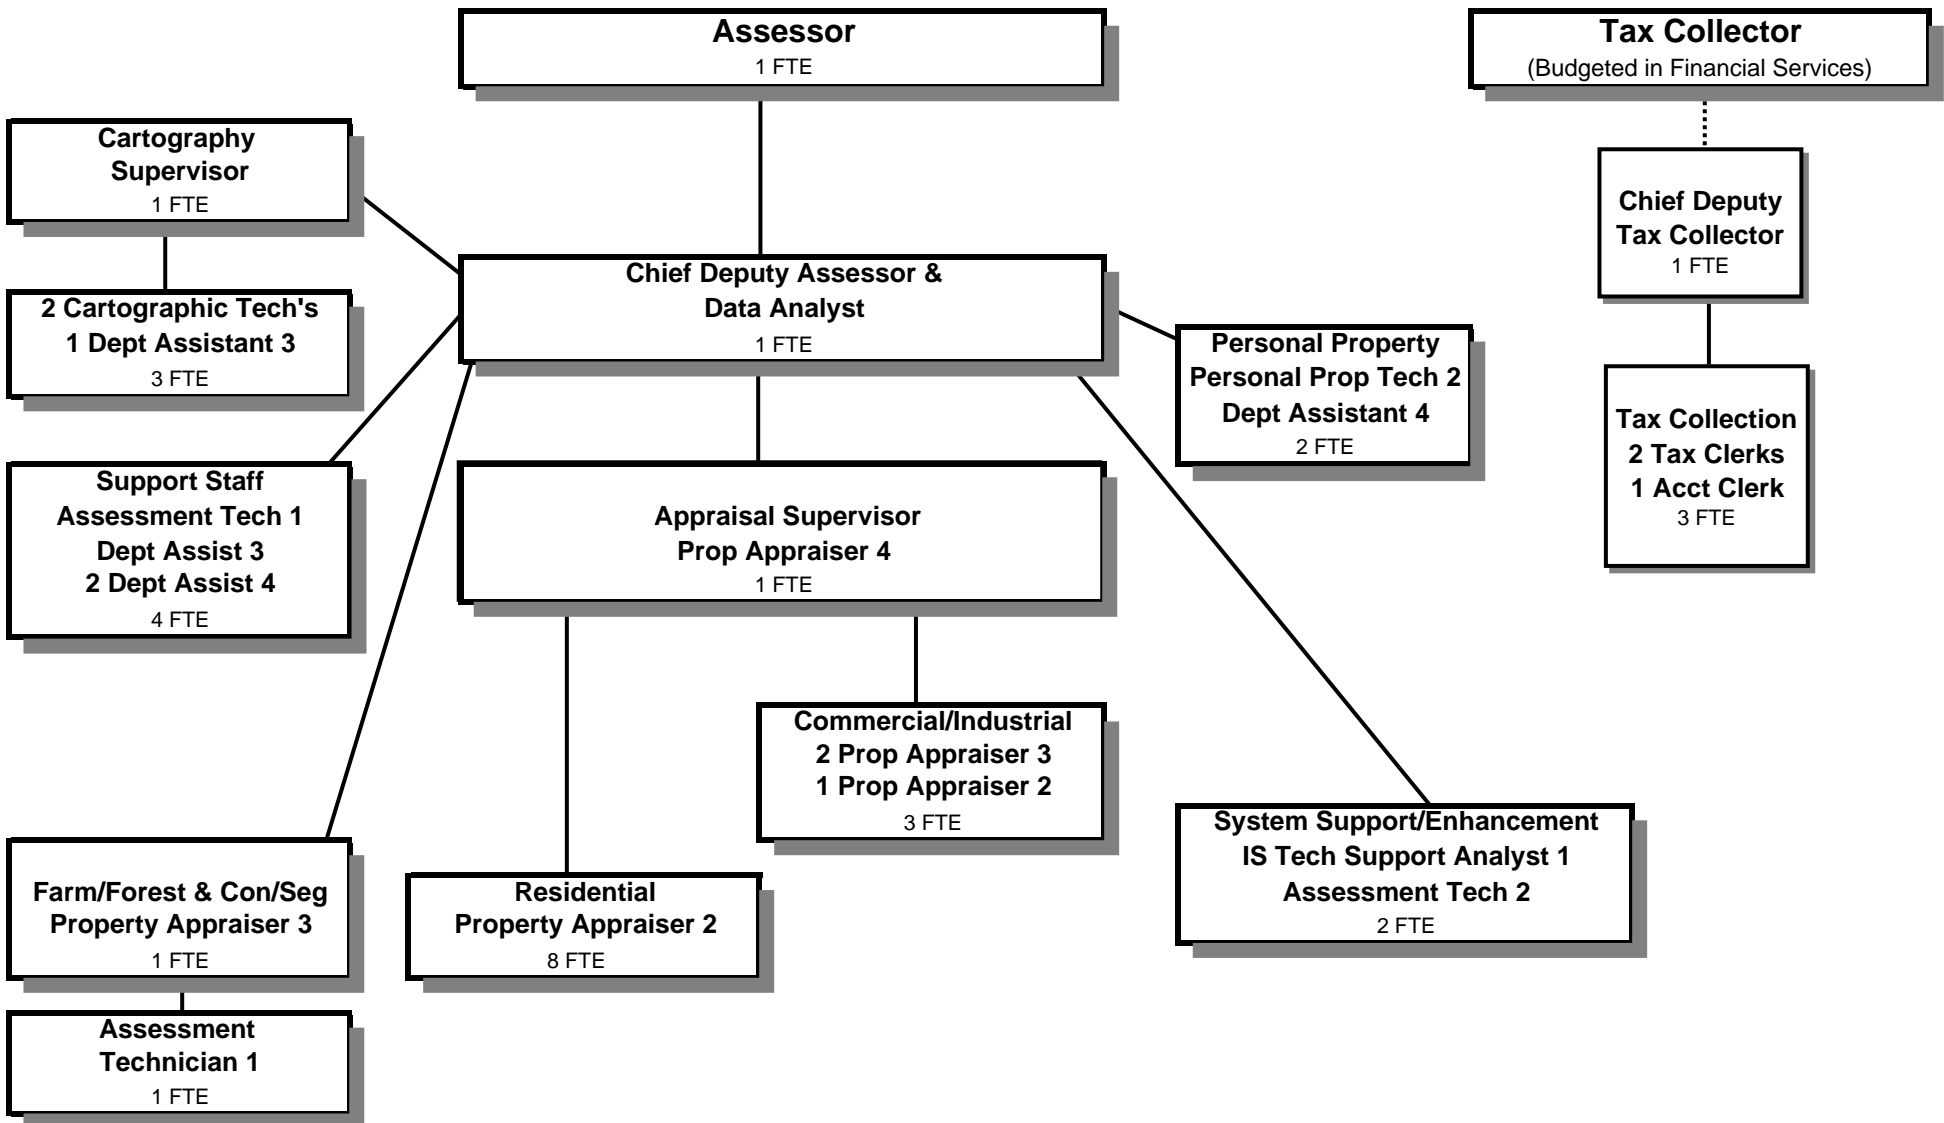 Assessor
1 FTE
Tax Collector
(Budgeted in Financial Services)
Cartography
Supervisor
1 FTE
Chief Deputy
Tax Collector
1 FTE
Chief Deputy Assessor &
Data Analyst
1 FTE
2 Cartographic Tech's
1 Dept Assistant 3
3 FTE
Personal Property
Personal Prop Tech 2
Dept Assistant 4
2 FTE
Tax Collection
2 Tax Clerks
1 Acct Clerk
3 FTE
Support Staff
Assessment Tech 1
Dept Assist 3
2 Dept Assist 4
4 FTE
Appraisal Supervisor
Prop Appraiser 4
1 FTE
Commercial/Industrial
2 Prop Appraiser 3
1 Prop Appraiser 2
3 FTE
System Support/Enhancement
IS Tech Support Analyst 1
Assessment Tech 2
2 FTE
Farm/Forest & Con/Seg
Property Appraiser 3
1 FTE
Residential
Property Appraiser 2
8 FTE
Assessment
Technician 1
1 FTE